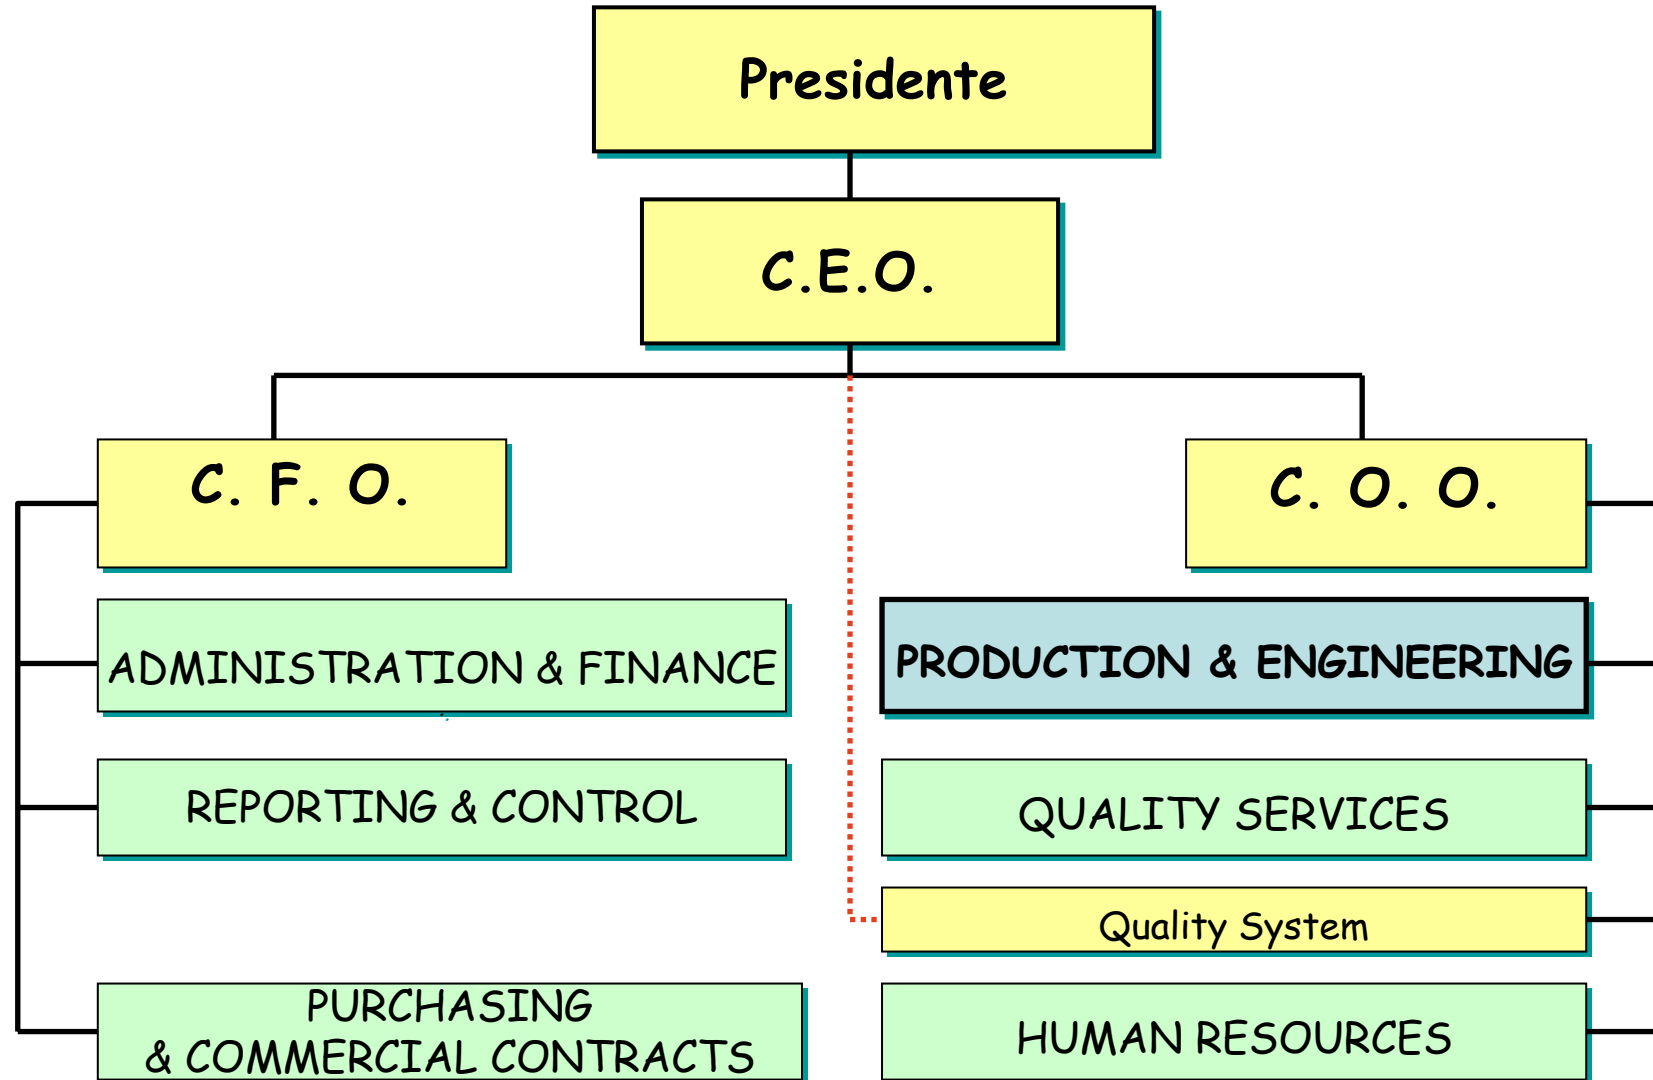 Presidente
C.E.O.
C. F. O.
C. O. O.
ADMINISTRATION & FINANCE
PRODUCTION & ENGINEERING
REPORTING & CONTROL
QUALITY SERVICES
Quality System
PURCHASING
& COMMERCIAL CONTRACTS
HUMAN RESOURCES